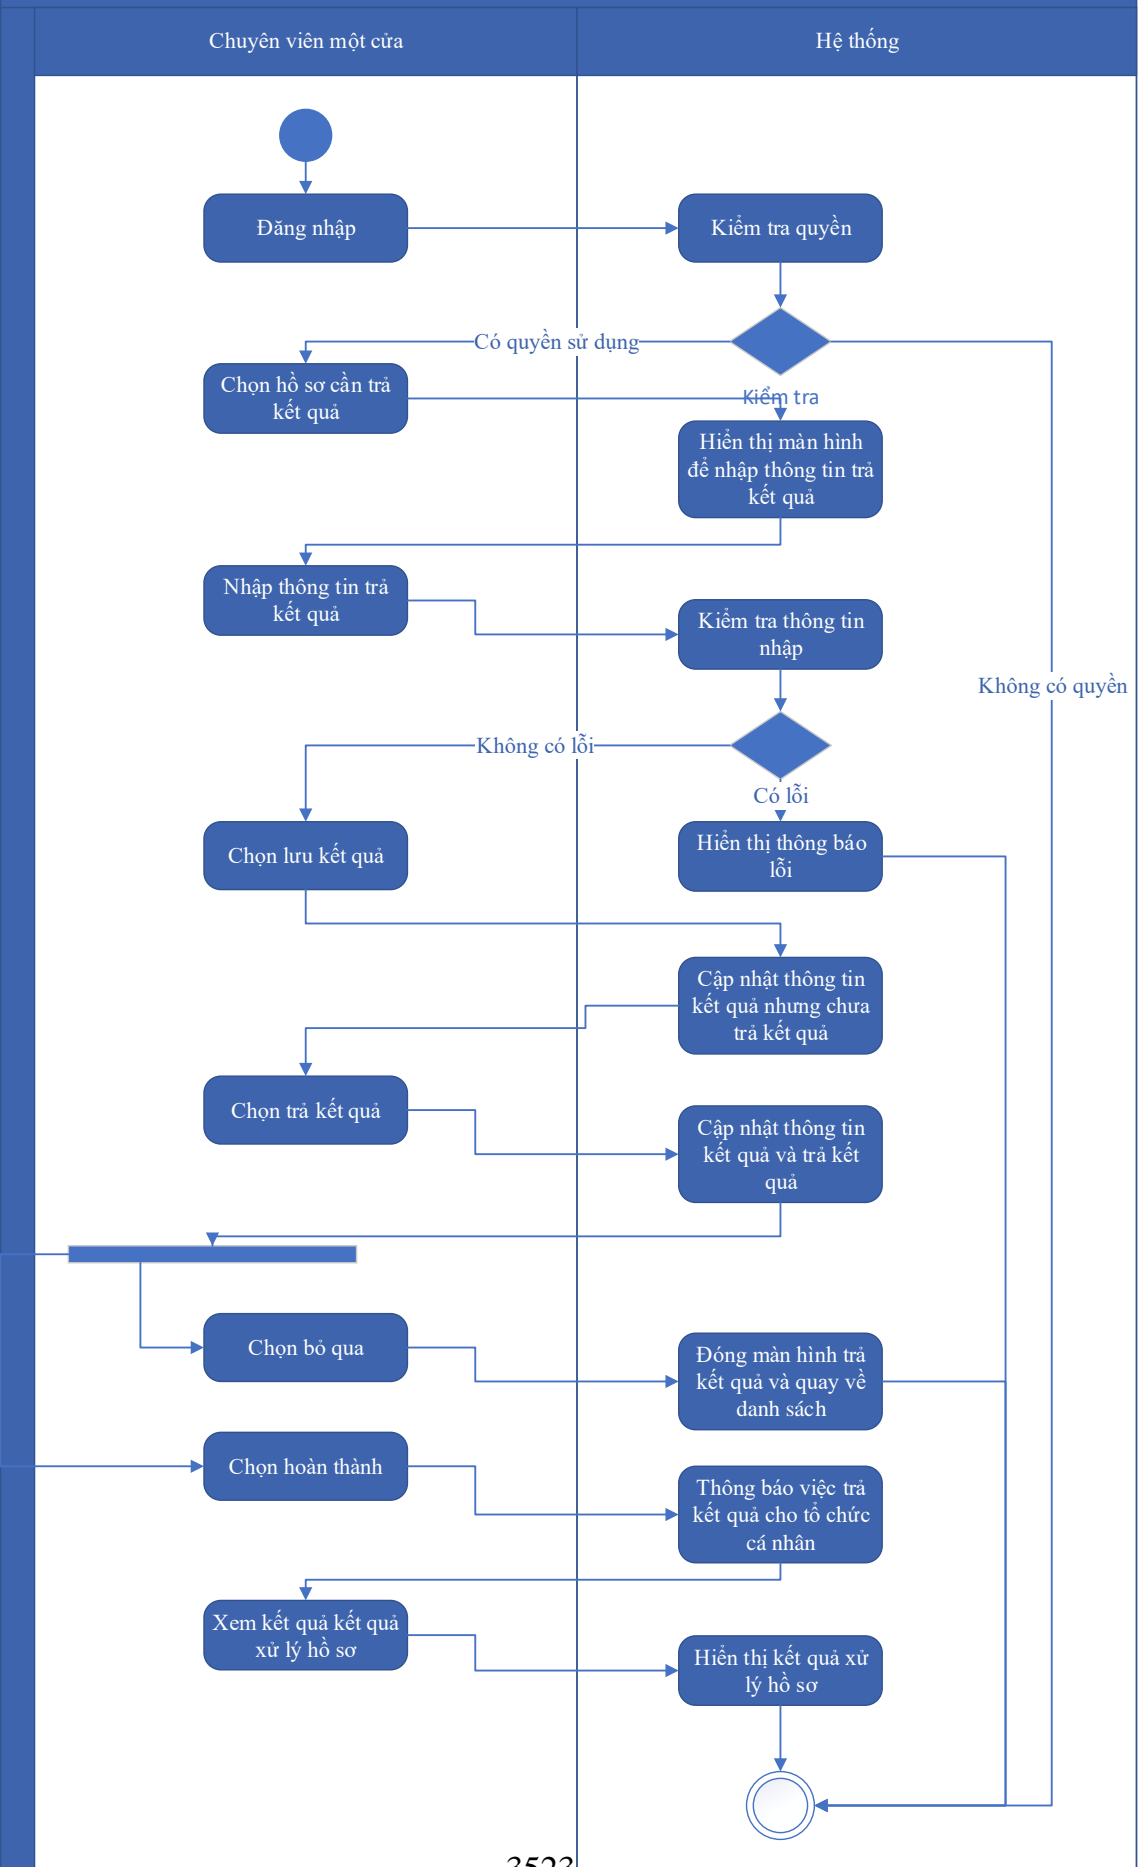 Chuyên viên một cửa
Hệ thống
Đăng nhập
Kiểm tra quyền
Có quyền sử dụng
Chọn hồ sơ cần trả
kết quả
Kiểm tra
Hiển thị màn hình
để nhập thông tin trả
kết quả
Nhập thông tin trả
kết quả
Kiểm tra thông tin
nhập
Không có quyền
Không có lỗi
Có lỗi
Chọn lưu kết quả
Hiển thị thông báo
lỗi
Cập nhật thông tin
kết quả nhưng chưa
trả kết quả
Chọn trả kết quả
Cập nhật thông tin
kết quả và trả kết
quả
Chọn bỏ qua
Đóng màn hình trả
kết quả và quay về
danh sách
Chọn hoàn thành
Thông báo việc trả
kết quả cho tổ chức
cá nhân
Xem kết quả kết quả
xử lý hồ sơ
Hiển thị kết quả xử
lý hồ sơ
3523